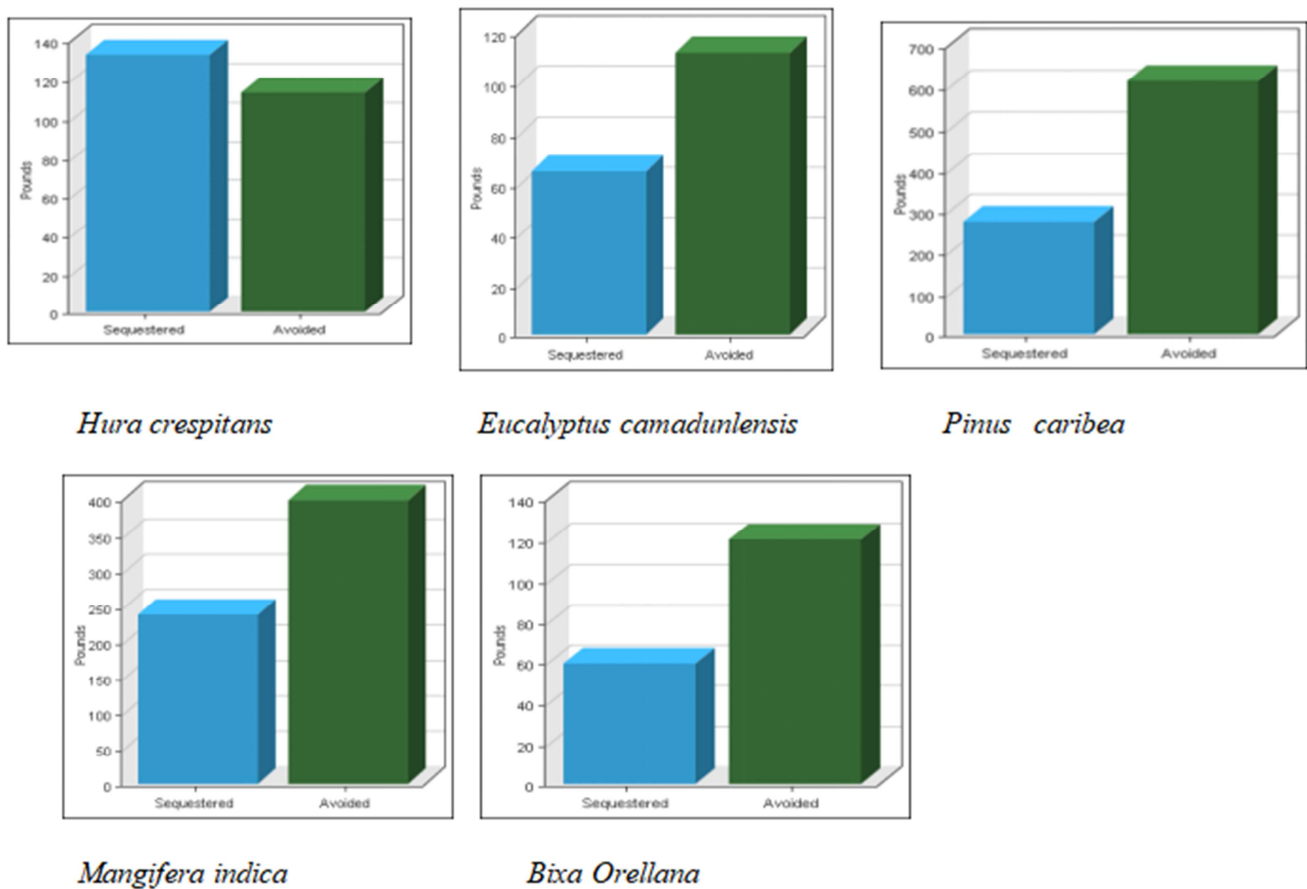 140
120
100
80
60
40
20
0
Pounds
Sequestered Avoided
120
100
80
60
40
20
0
Pounds
Sequestered Avoided
700
600
500
400
300
200
100
0
Pounds
Sequestered Avoided
Hura crespitans
Eucalyptus camadunlensis
Pinus caribea
400
350
300
250
200
150
100
50
0
Pounds
Sequestered Avoided
140
120
100
80
60
40
20
0
Pounds
Sequestered Avoided
Mangifera indica
Bixa Orellana